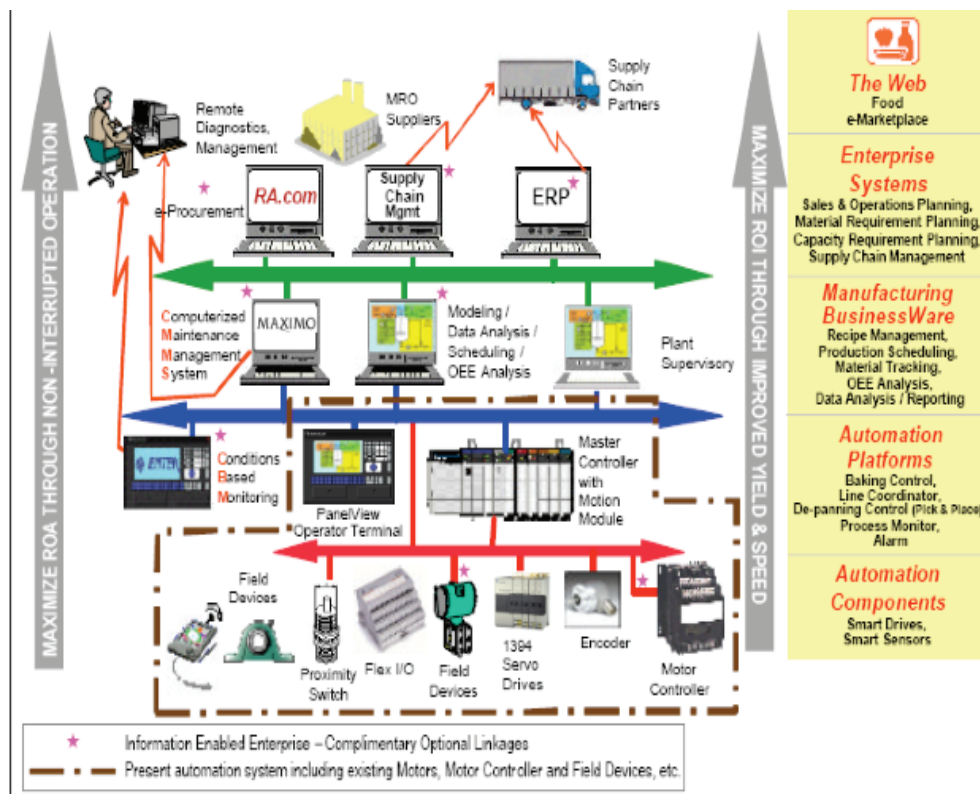 MAXIMIZE ROA THROUGH NON-INTERRUPTED OPERATION
Remote
Diagnostics,
Management
MRO
Suppliers
Supply
Chain
Partners
e-Procurement
RA.com
Supply
Chain
Mgmt
ERP
Computerized
Maintenance
Management
System
MAXIMO
Modeling /
Data Analysis /
Scheduling /
OEE Analysis
Plant
Supervisory
Conditions
Based
Monitoring
PanelView
Operator Terminal
Master
Controller
with
Motion
Module
Field
Devices
Proximity
Switch
Flex I/O
Field
Devices
1394
Servo
Drives
Encoder
Motor
Controller
MAXIMIZE ROI THROUGH IMPROVED YIELD & SPEED
The Web
Food
e-Marketplace
Enterprise
Systems
Sales & Operations Planning,
Material Requirement Planning,
Capacity Requirement Planning,
Supply Chain Management
Manufacturing
BusinessWare
Recipe Management,
Production Scheduling,
Material Tracking,
OEE Analysis,
Data Analysis / Reporting
Automation
Platforms
Baking Control,
Line Coordinator,
De-panning Control (Pick & Place)
Process Monitor,
Alarm
Automation
Components
Smart Drives,
Smart Sensors
Information Enabled Enterprise – Complimentary Optional Linkages
Present automation system including existing Motors, Motor Controller and Field Devices, etc.